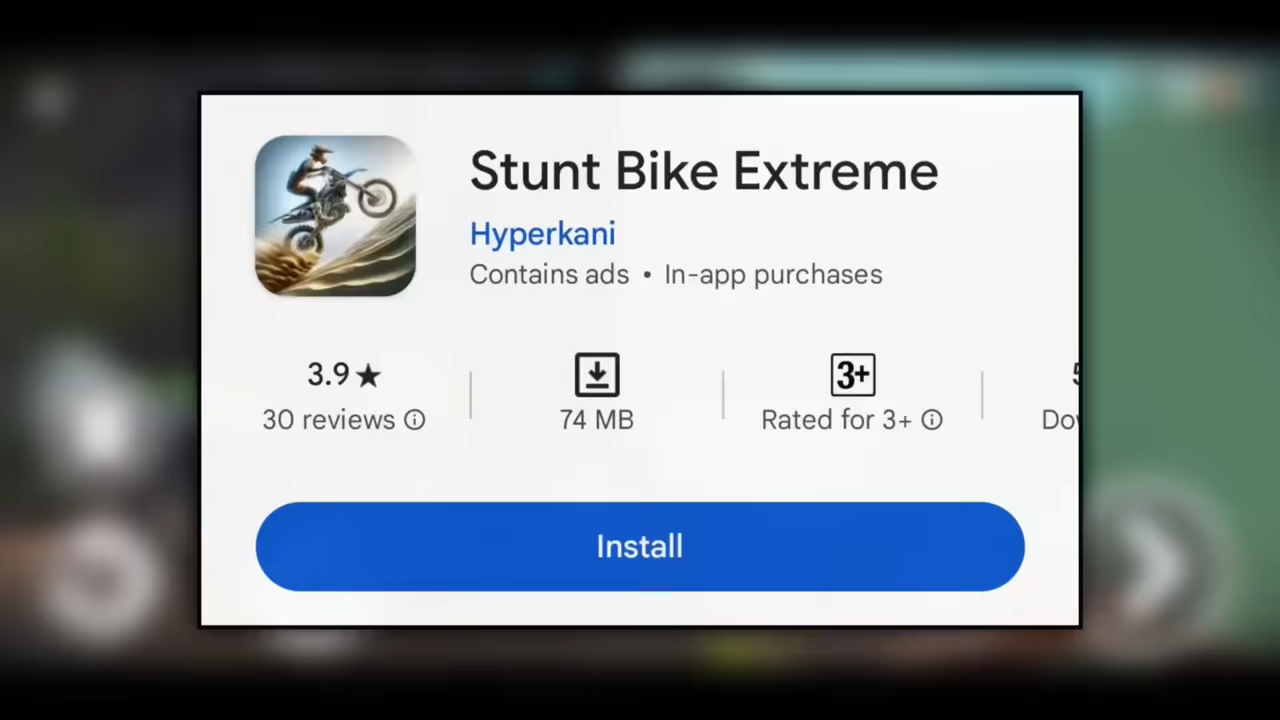 Stunt Bike Extreme
Hyperkani
Contains ads • In-app purchases
3.9★
30 reviews
74 MB
3+
Rated for 3+
Install